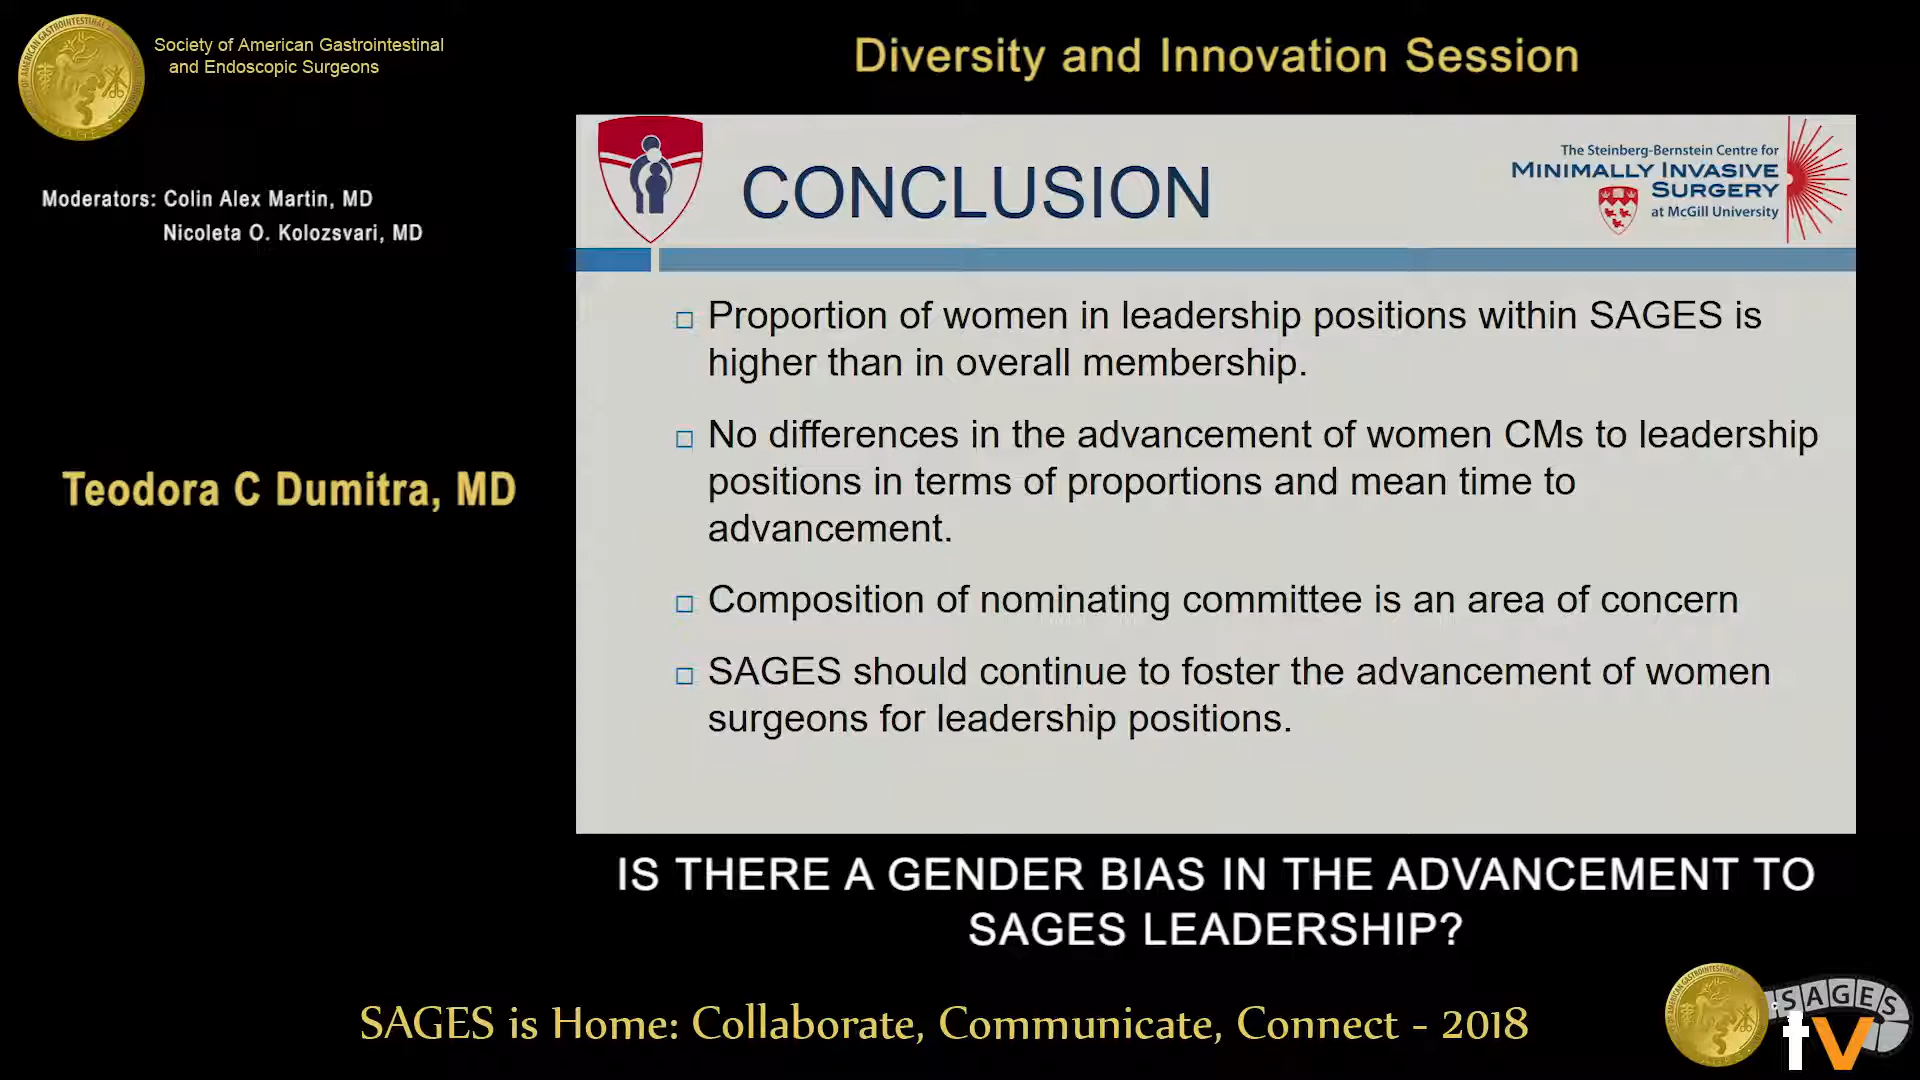 Society of American Gastrointestinal
and Endoscopic Surgeons
Diversity and Innovation Session
Moderators: Colin Alex Martin, MD
Nicoleta O. Kolozsvari, MD
Teodora C Dumitra, MD
CONCLUSION
The Steinberg-Bernstein Centre for
MINIMALLY INVASIVE
SURGERY
at McGill University
Proportion of women in leadership positions within SAGES is
higher than in overall membership.
No differences in the advancement of women CMs to leadership
positions in terms of proportions and mean time to
advancement.
Composition of nominating committee is an area of concern
SAGES should continue to foster the advancement of women
surgeons for leadership positions.
IS THERE A GENDER BIAS IN THE ADVANCEMENT TO
SAGES LEADERSHIP?
SAGES is Home: Collaborate, Communicate, Connect - 2018
SAGES
tv